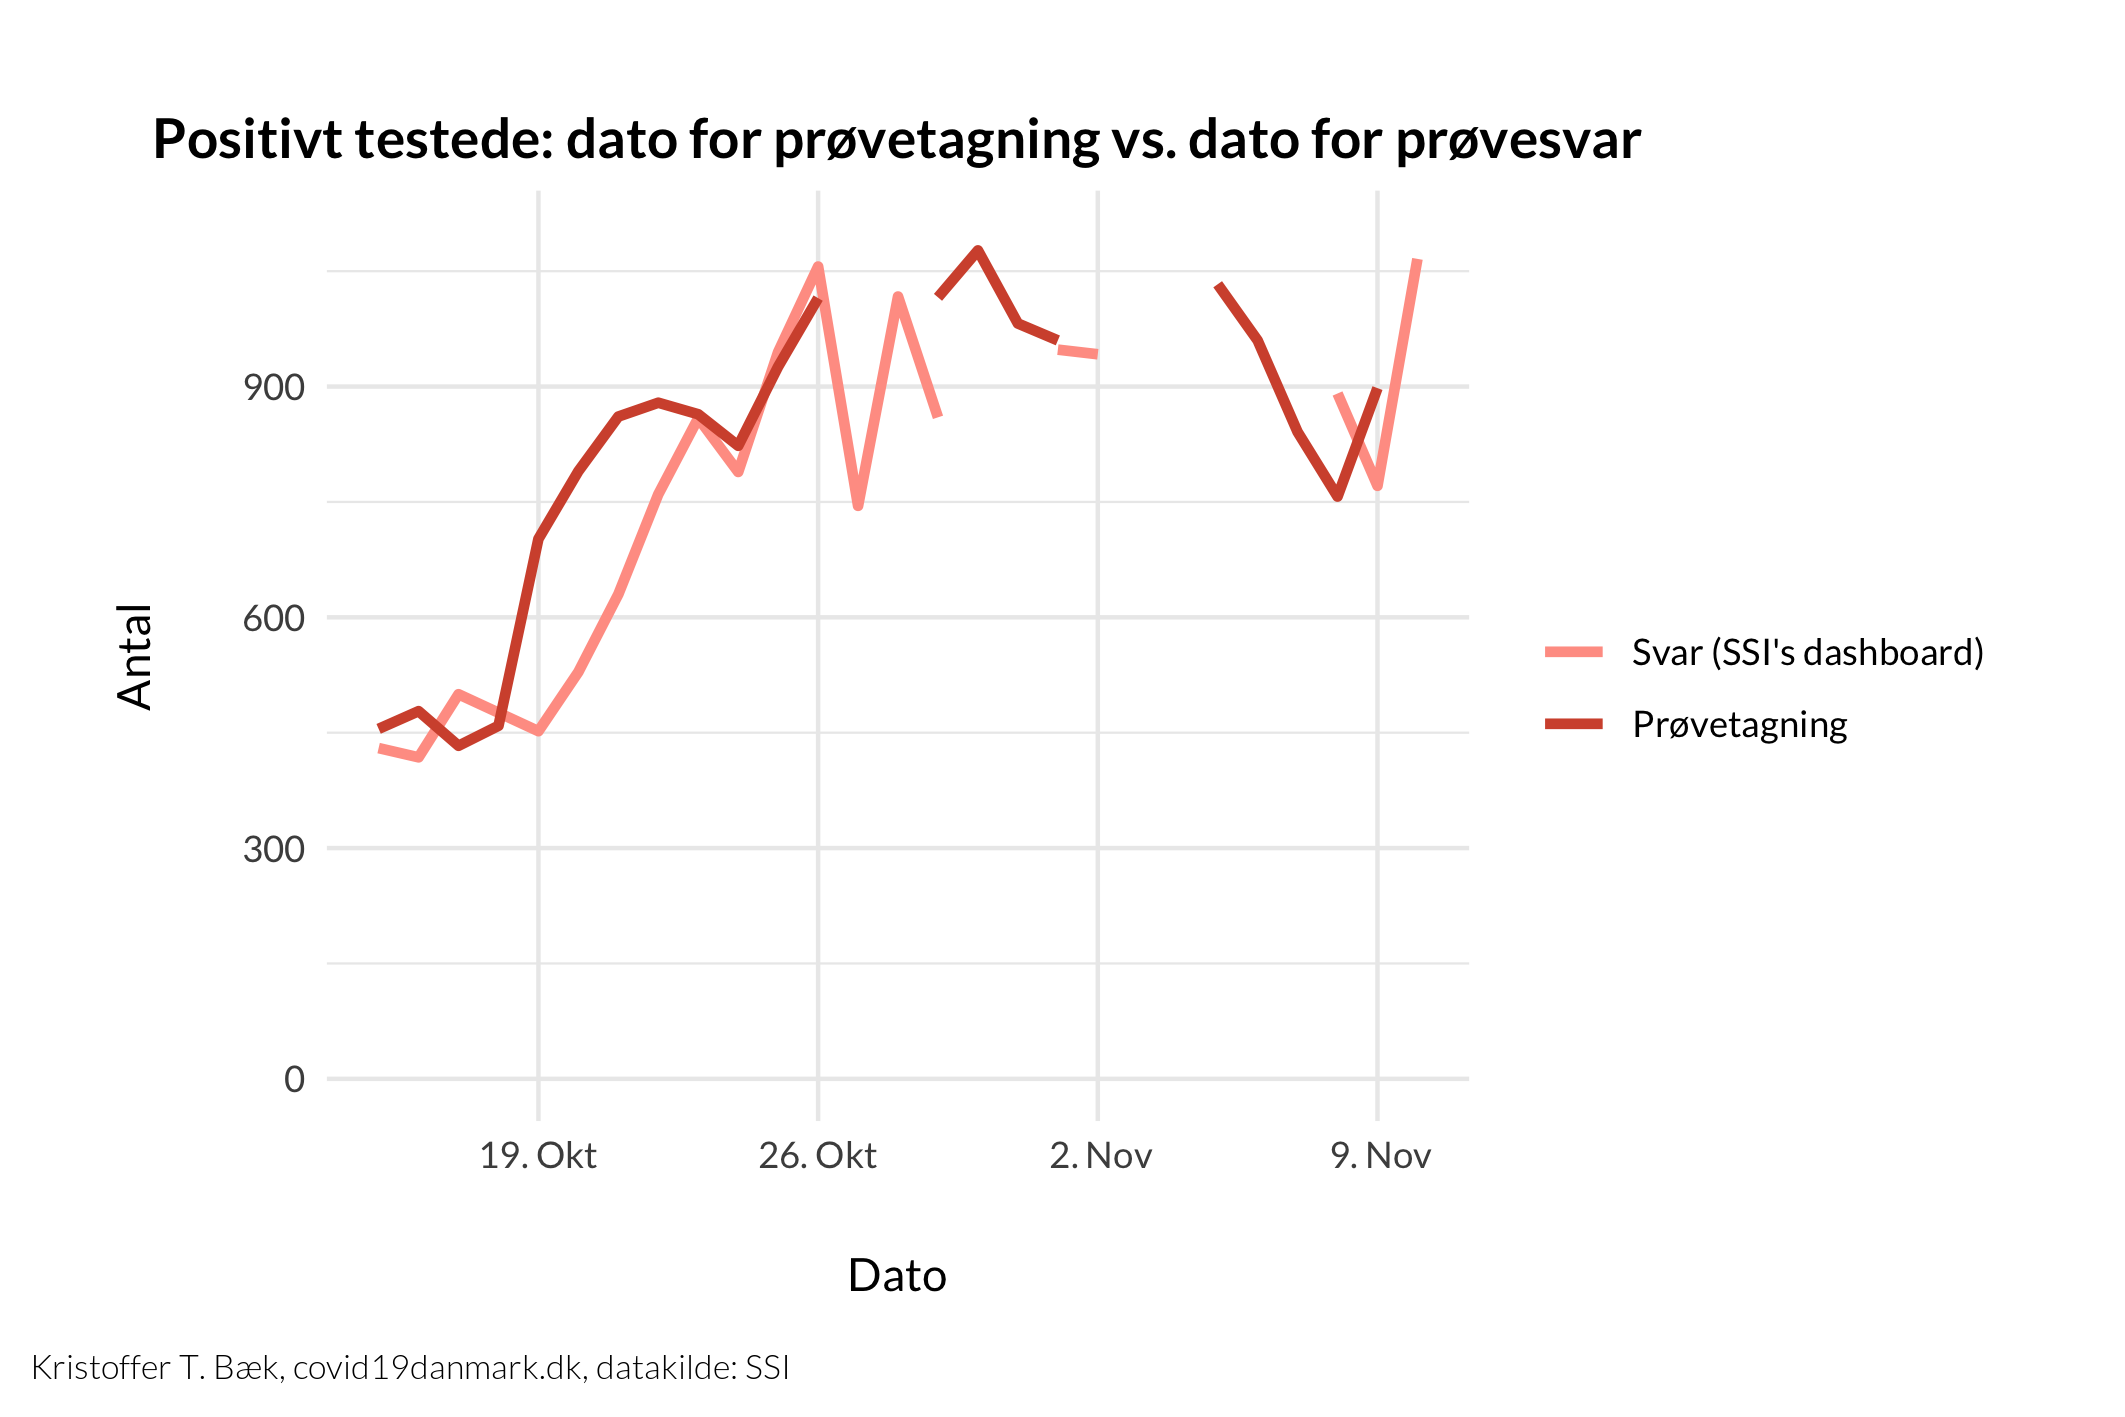 Positivt testede: dato for prøvetagning vs. dato for prøvesvar
Antal
900
600
300
0
19. Okt
26. Okt
2. Nov
9. Nov
Dato
Svar (SSI's dashboard)
Prøvetagning
Kristoffer T. Bæk, covid19danmark.dk, datakilde: SSI